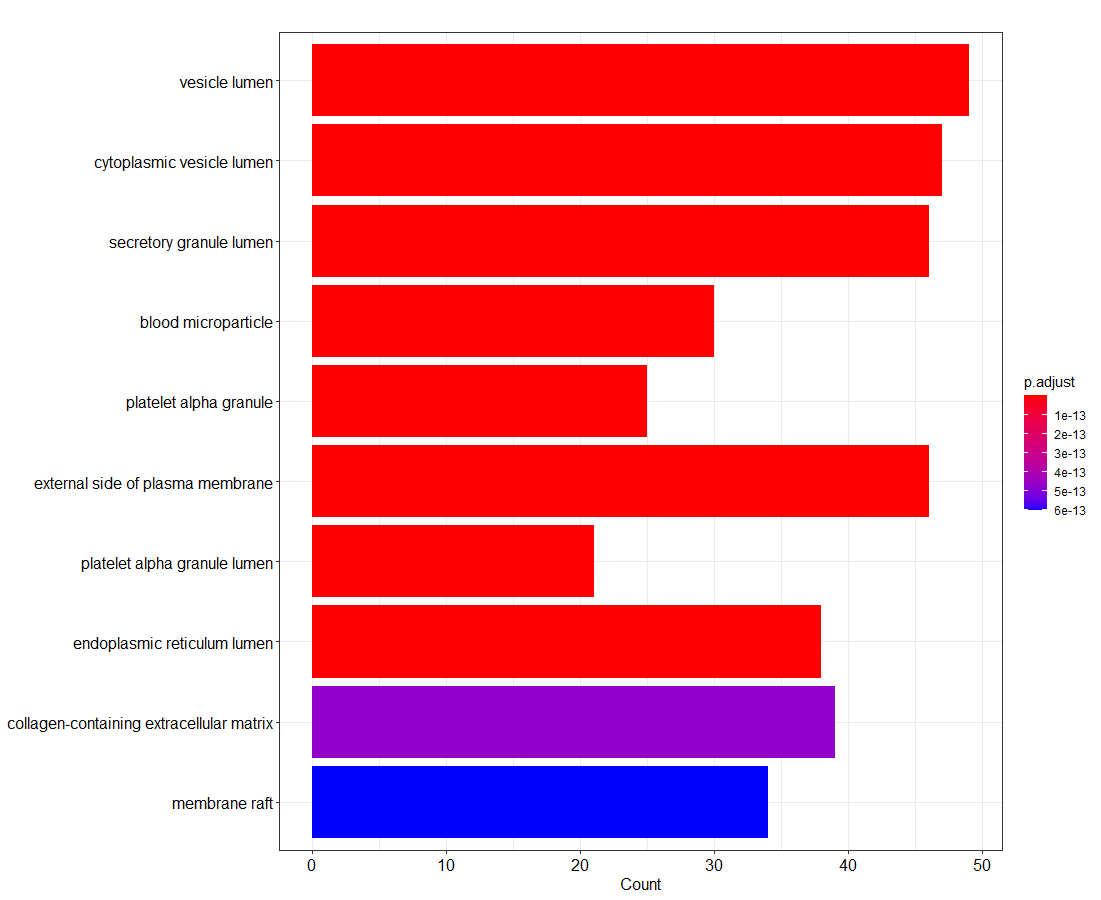 vesicle lumen
cytoplasmic vesicle lumen
secretory granule lumen
blood microparticle
platelet alpha granule
external side of plasma membrane
platelet alpha granule lumen
endoplasmic reticulum lumen
collagen-containing extracellular matrix
membrane raft
0 10 20 30 40 50
Count
p.adjust
1e-13
2e-13
3e-13
4e-13
5e-13
6e-13